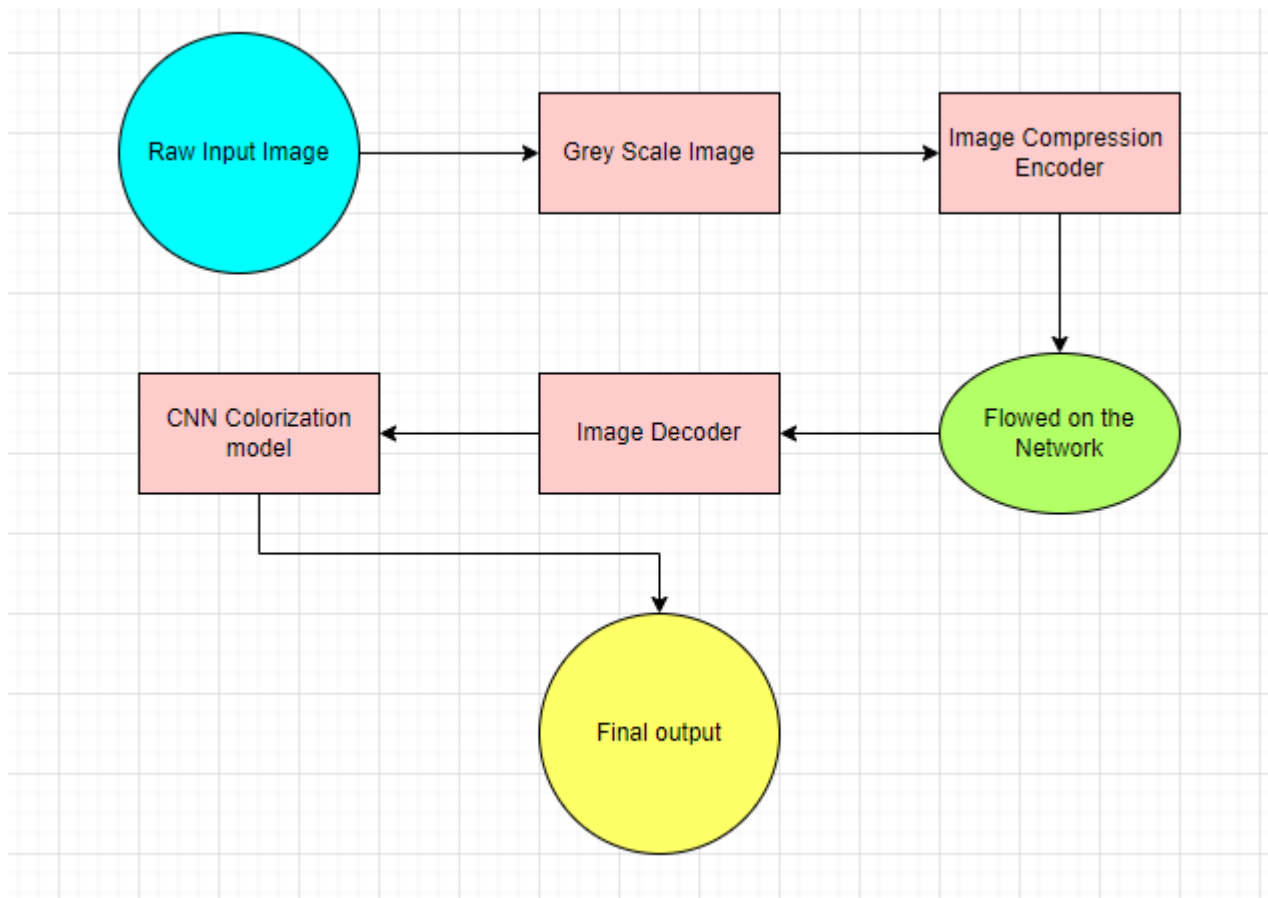 Raw Input Image
Grey Scale Image
Image Compression
Encoder
Flowed on the
Network
Image Decoder
CNN Colorization
model
Final output